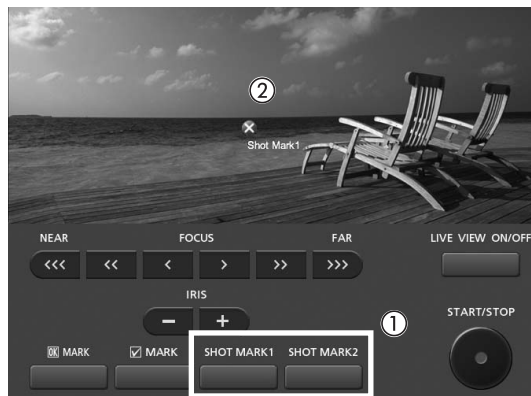 ②
Shot Mark1
NEAR FOCUS FAR LIVE VIEW ON/OFF
<<< << < > >> >>>
IRIS
− +
① START/STOP
OK MARK ☑ MARK SHOT MARK1 SHOT MARK2